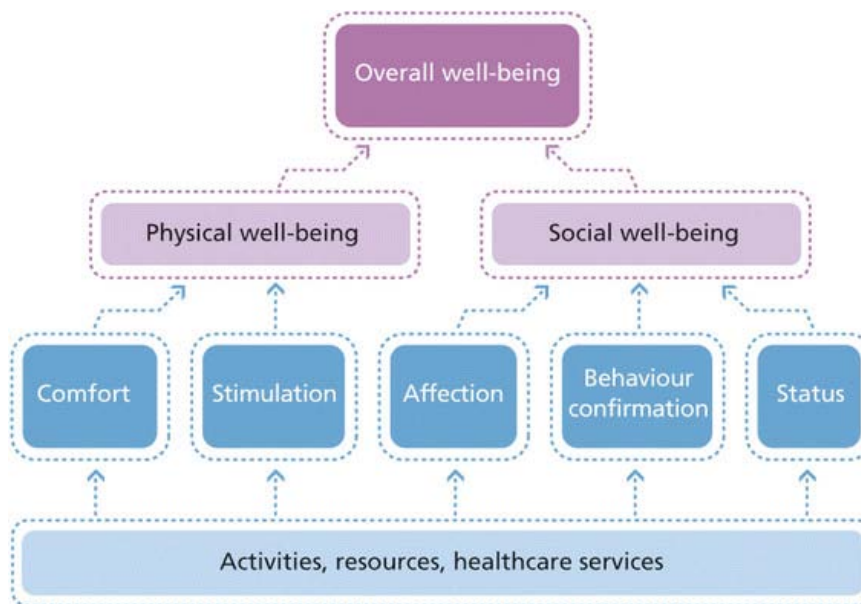 Overall well-being
Physical well-being
Social well-being
Comfort
Stimulation
Affection
Behaviour
confirmation
Status
Activities, resources, healthcare services